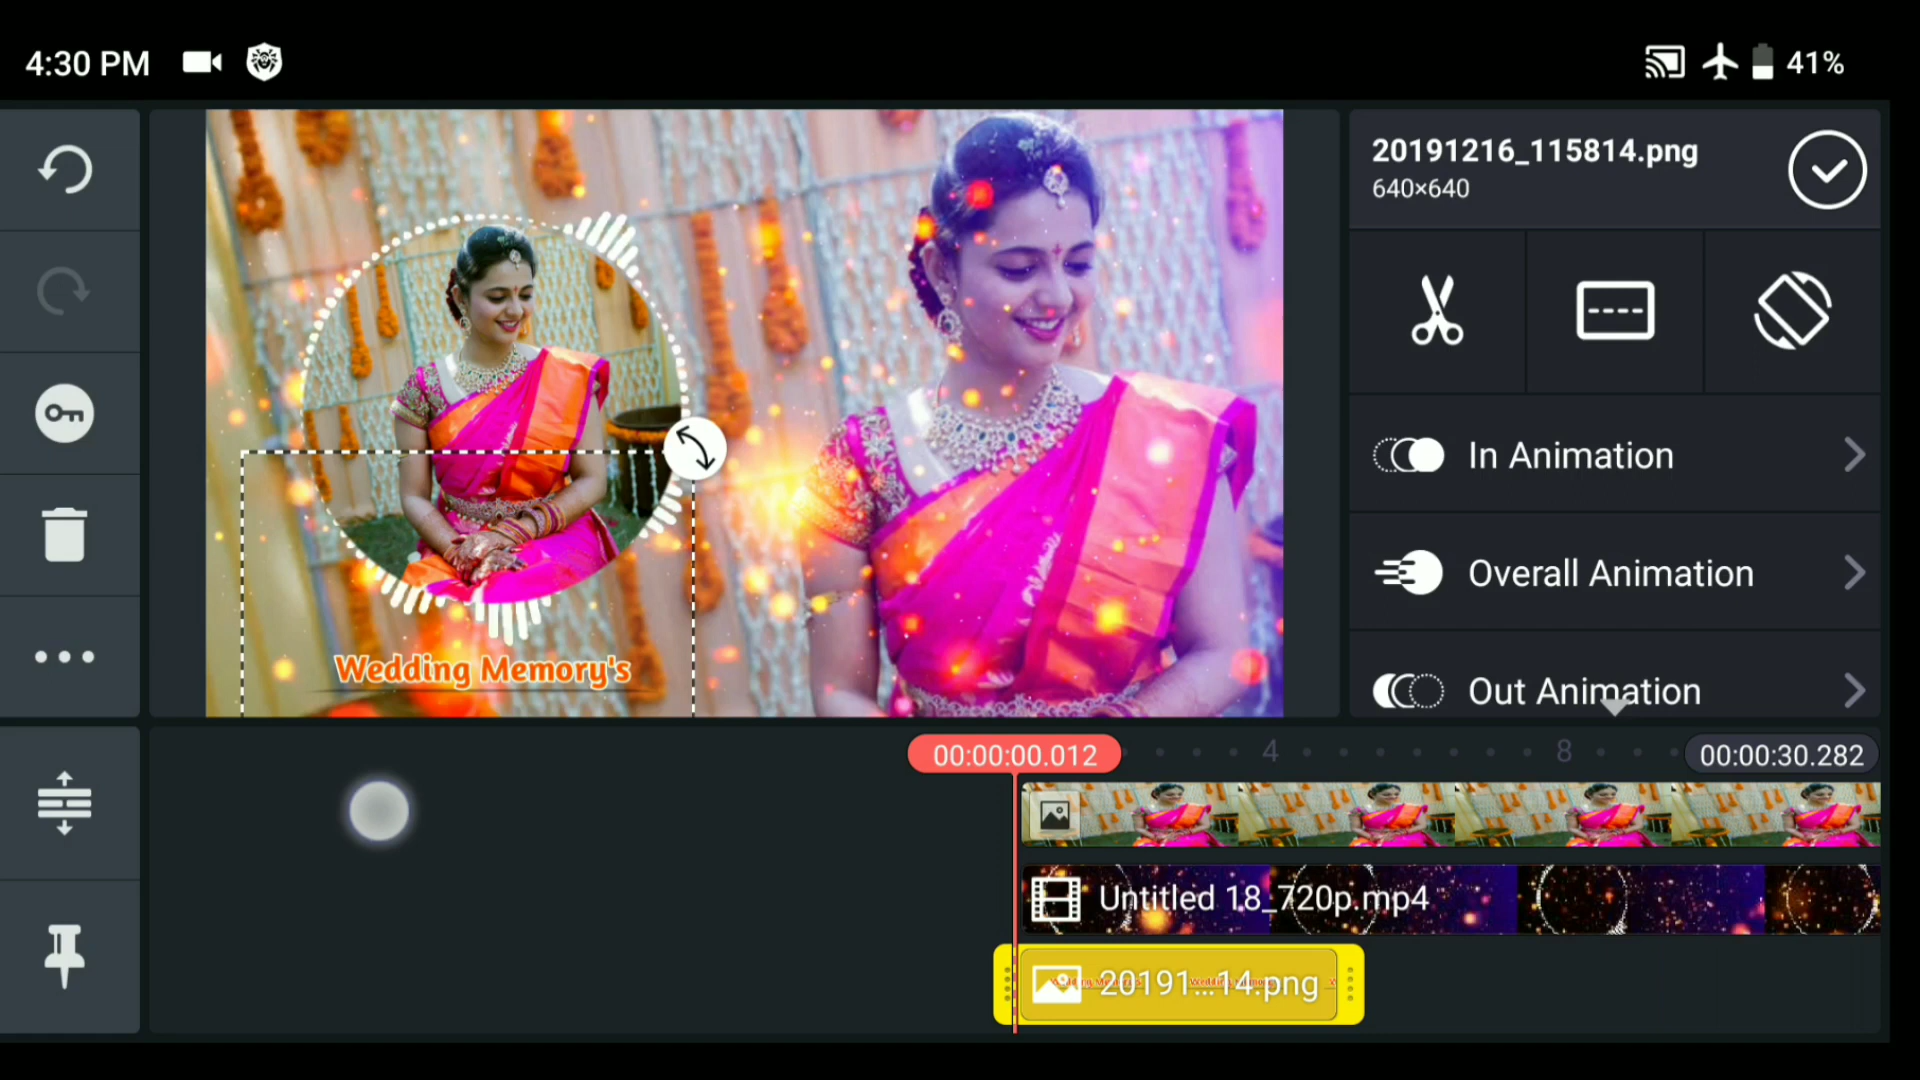 4:30 PM
41%
20191216_115814.png
640×640
In Animation
Overall Animation
Out Animation
Wedding Memory's
00:00:00.012
4
8
00:00:30.282
Untitled 18_720p.mp4
20191...14.png